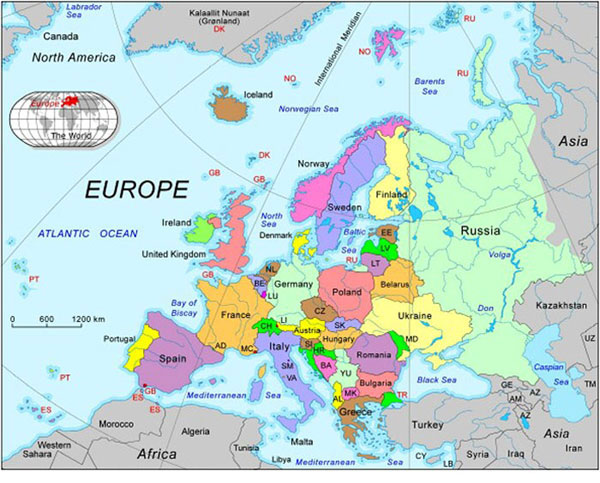 Labrador
Sea
Canada
North America
Kalaallit Nunaat
(Grønland)
DK
International Meridian
RU
NO
Barents
Sea
RU
NO
Iceland
Norwegian Sea
Europe
The World
Asia
DK
GB
GB
EUROPE
Norway
Sweden
Finland
Russia
Volga
Don
ATLANTIC OCEAN
PT
North
Sea
Baltic
Sea
RU
EE
LV
LT
Ireland
United Kingdom
GB
Denmark
NL
BE
LU
Germany
Poland
Belarus
Kazakhstan
Bay of
Biscay
France
CZ
SK
Ukraine
MD
0 600 1200 km
LI
CH
Austria
Hungary
Romania
Portugal
Spain
AD
MC
Italy
SM
VA
SI
HR
BA
YU
Bulgaria
MK
AL
Greece
TR
Black Sea
Caspian
Sea
UZ
TM
GE
AM
AZ
AZ
PT
ES
ES
GB
ES
Mediterranean
Sea
Morocco
Algeria
Tunisia
Malta
Libya
Mediterranean
Sea
Western
Sahara
Africa
Turkey
CY
LB
Syria
Iraq
Iran
Asia